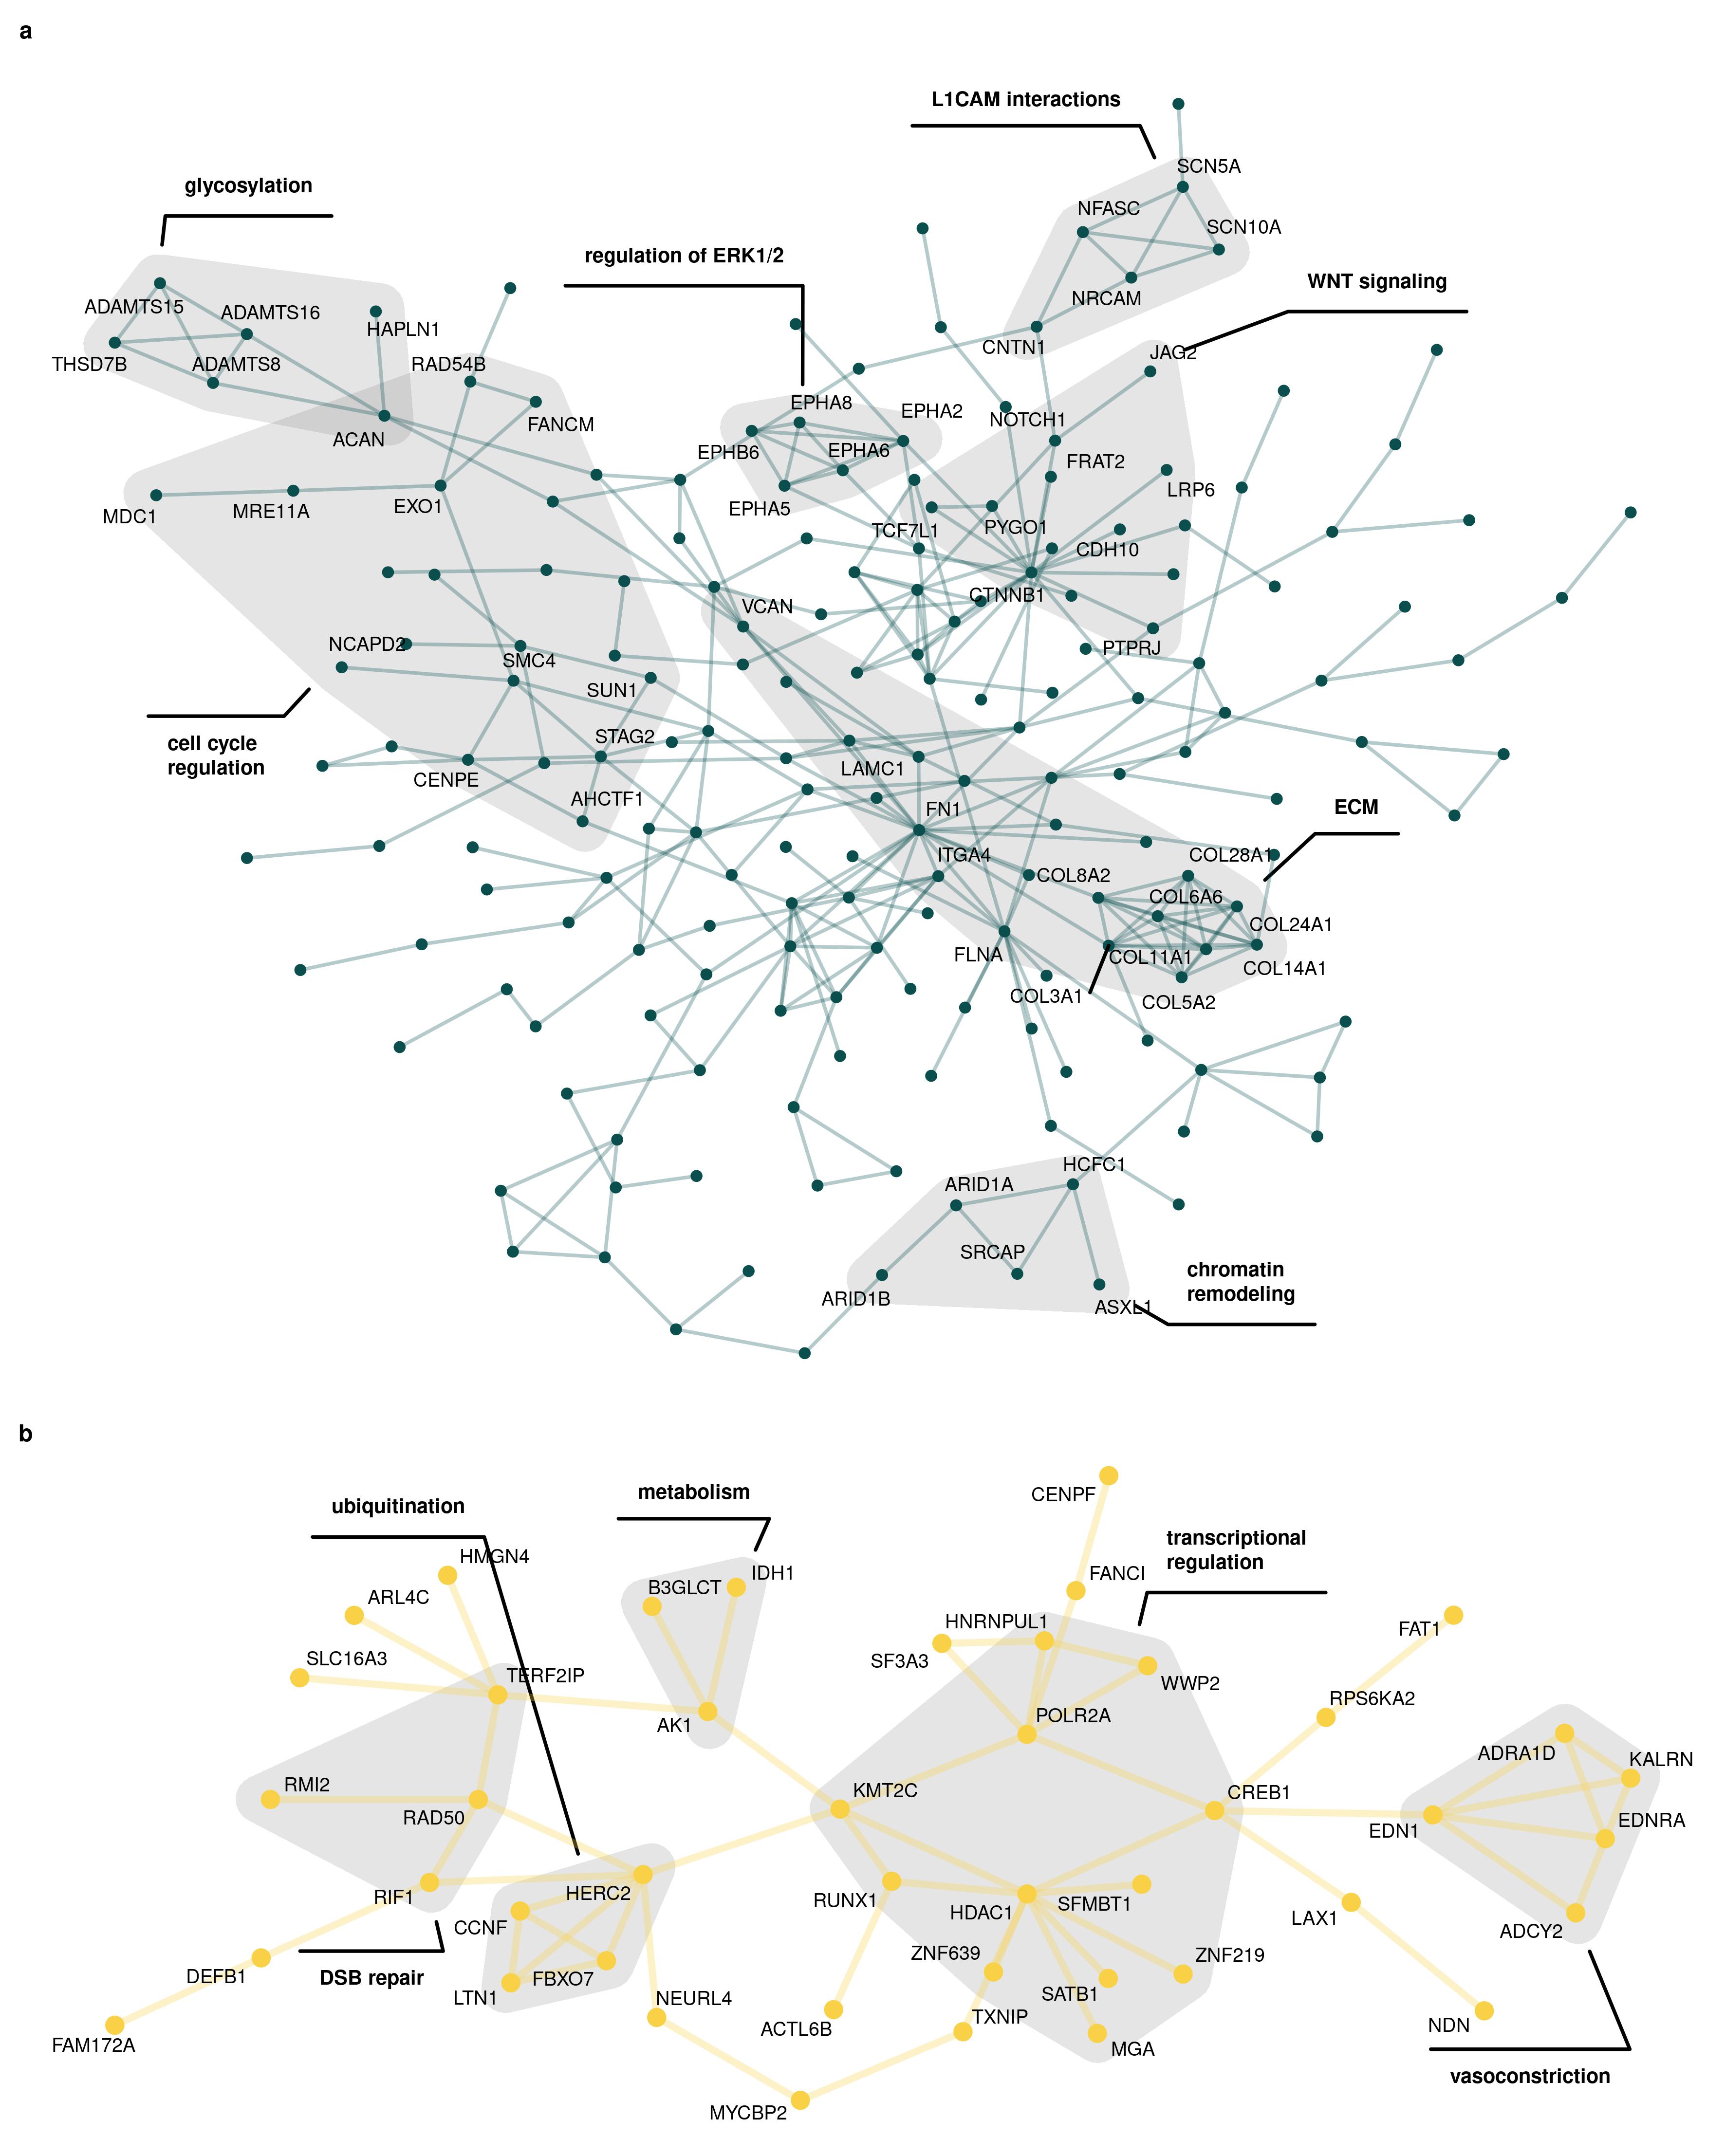 a
L1CAM interactions
SCN5A
glycosylation
NFASC
SCN10A
regulation of ERK1/2
WNT signaling
NRCAM
ADAMTS15
ADAMTS16
HAPLN1
CNTN1
JAG2
THSD7B
ADAMTS8
RAD54B
EPHA8
EPHA2
NOTCH1
FANCM
ACAN
EPHB6
EPHA6
FRAT2
LRP6
MDC1
MRE11A
EXO1
EPHA5
TCF7L1
PYGO1
CDH10
CTNNB1
VCAN
NCAPD2
PTPRJ
SMC4
SUN1
STAG2
cell cycle
regulation
LAMC1
CENPE
AHCTF1
FN1
ECM
ITGA4
COL28A1
COL8A2
COL6A6
COL24A1
FLNA
COL11A1
COL14A1
COL3A1
COL5A2
HCFC1
ARID1A
SRCAP
ARID1B
chromatin
remodeling
ASXL1
b
CENPF
metabolism
ubiquitination
transcriptional
regulation
HMGN4
IDH1
FANCI
B3GLCT
ARL4C
HNRNPUL1
FAT1
SLC16A3
SF3A3
TERF2IP
WWP2
RPS6KA2
AK1
POLR2A
ADRA1D
KALRN
RMI2
KMT2C
CREB1
RAD50
EDNRA
EDN1
RIF1
HERC2
RUNX1
SFMBT1
HDAC1
LAX1
CCNF
ADCY2
ZNF639
ZNF219
DEFB1
DSB repair
FBXO7
SATB1
LTN1
NEURL4
TXNIP
ACTL6B
NDN
FAM172A
MGA
vasoconstriction
MYCBP2